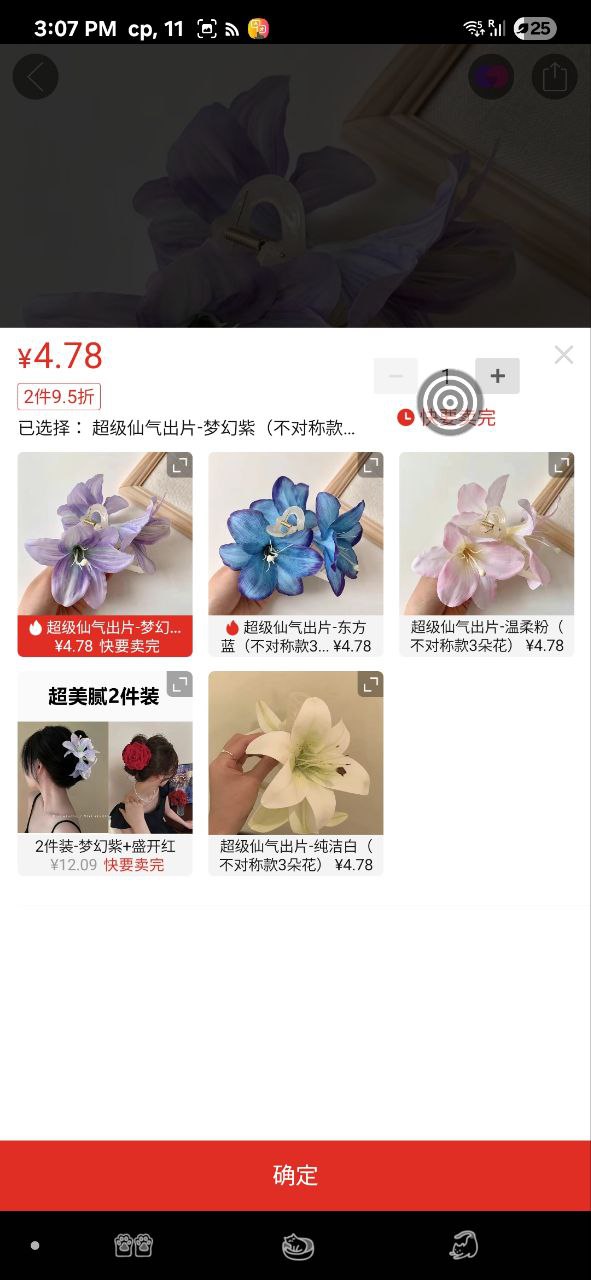 3:07 PM ср, 11
25
¥4.78
1
2件9.5折
快要卖完
已选择： 超级仙气出片-梦幻紫（不对称款...
超级仙气出片-梦幻...
¥4.78 快要卖完
超级仙气出片-东方
蓝（不对称款3... ¥4.78
超级仙气出片-温柔粉（
不对称款3朵花） ¥4.78
超美腻2件装
2件装-梦幻紫+盛开红
¥12.09 快要卖完
超级仙气出片-纯洁白（
不对称款3朵花） ¥4.78
确定